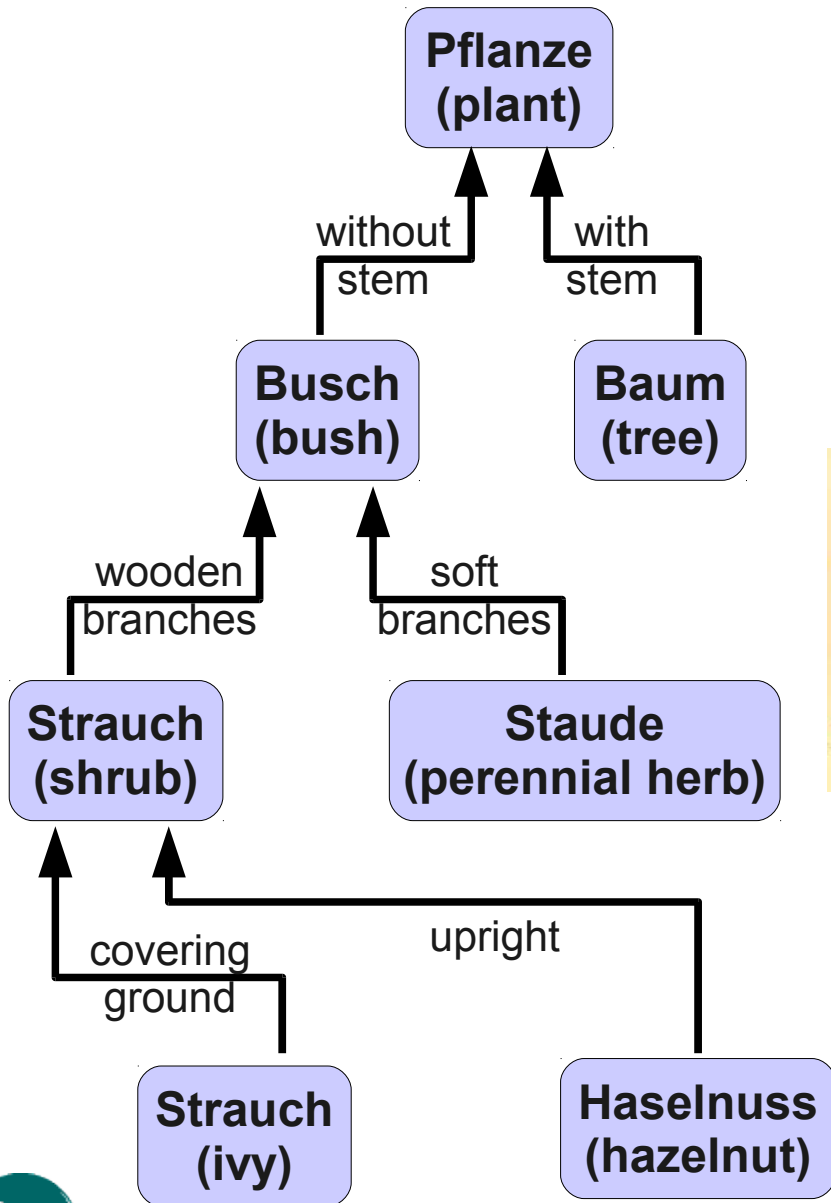 Pflanze
(plant)
without
stem
with
stem
Busch
(bush)
Baum
(tree)
wooden
branches
soft
branches
Strauch
(shrub)
Staude
(perennial herb)
covering
ground
upright
Strauch
(ivy)
Haselnuss
(hazelnut)